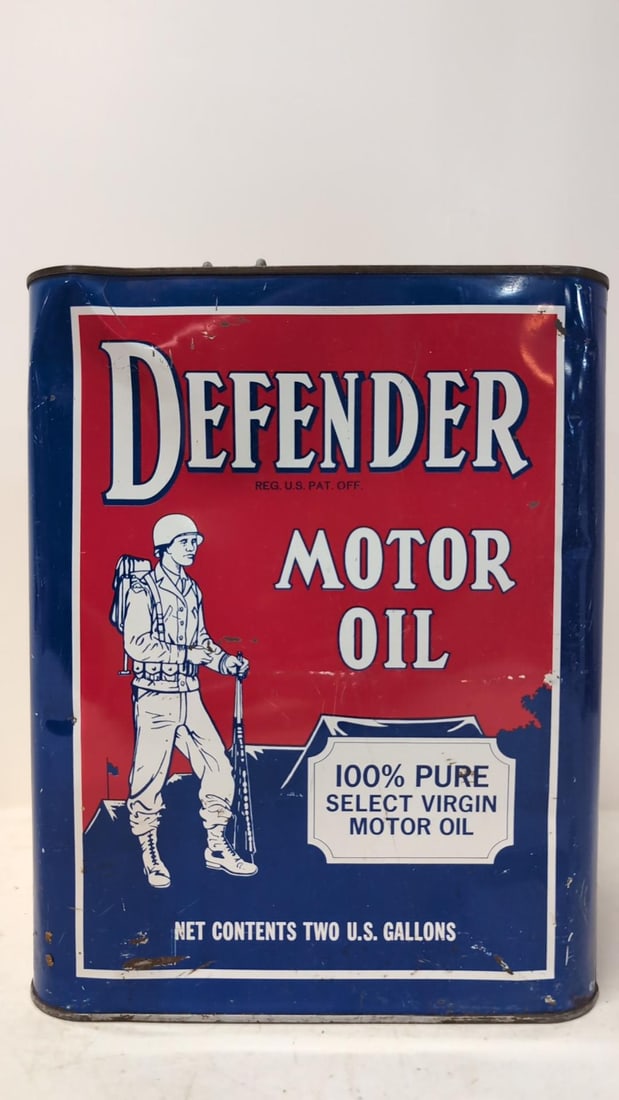 DEFENDER
REG. U.S. PAT. OFF.
MOTOR
OIL
100% PURE
SELECT VIRGIN
MOTOR OIL
NET CONTENTS TWO U.S. GALLONS